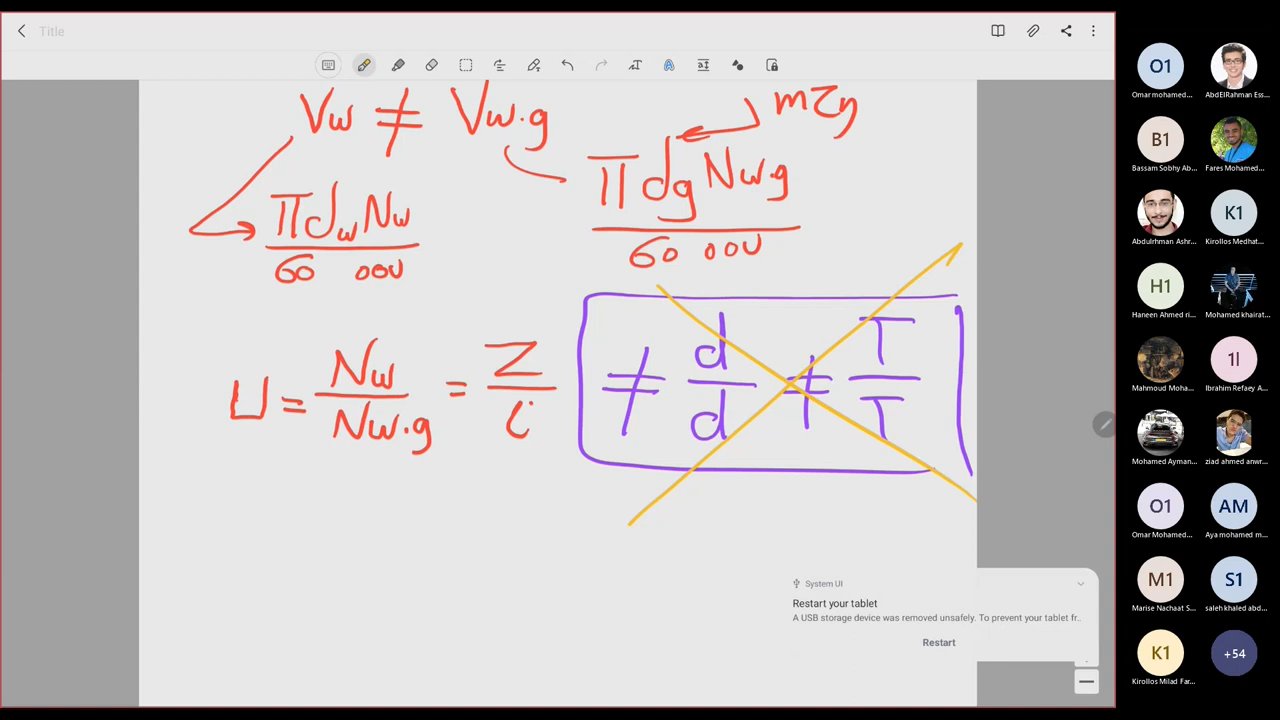 Title
Vw ≠ Vw.g
mZg
πdwNw
60 000
πdgNw.g
60 000
U = Nw / Nw.g = Z / i ≠ d / d ≠ T / T
System UI
Restart your tablet
A USB storage device was removed unsafely. To prevent your tablet fr..
Restart
O1
Omar mohamed...
AbdElRahman Ess...
B1
Bassam Sobhy Ab...
Fares Mohamed...
Abdulrhman Ashr...
K1
Kirollos Medhat...
H1
Haneen Ahmed ri...
Mohamed khairat...
Mahmoud Moha...
1I
Ibrahim Refaey A...
Mohamed Ayman...
ziad ahmed anwr...
O1
Omar Mohamed...
AM
Aya mohamed m...
M1
Marise Nachaat S...
S1
saleh khaled abd...
K1
Kirollos Milad Far...
+54